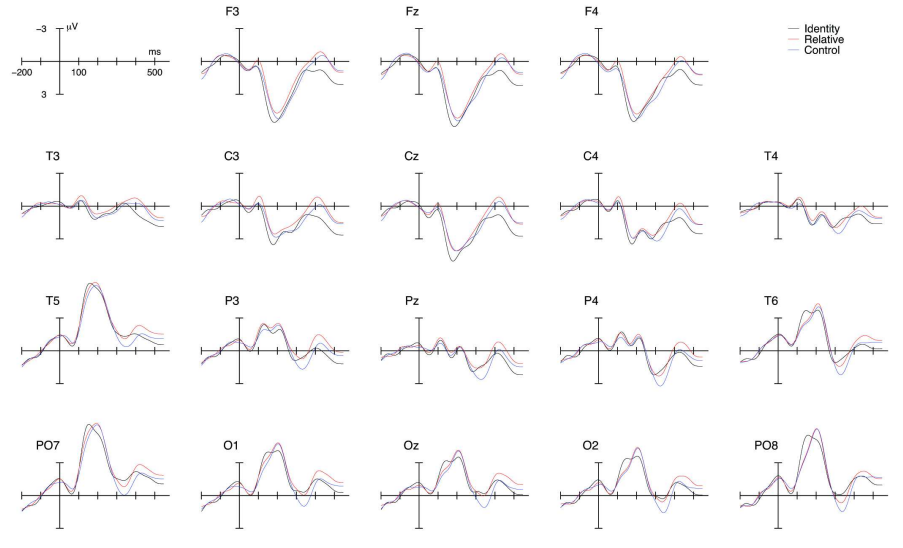 F3 Fz F4
−3 μV
ms
−200 100 500
3
Identity
Relative
Control
T3 C3 Cz C4 T4
T5 P3 Pz P4 T6
PO7 O1 Oz O2 PO8